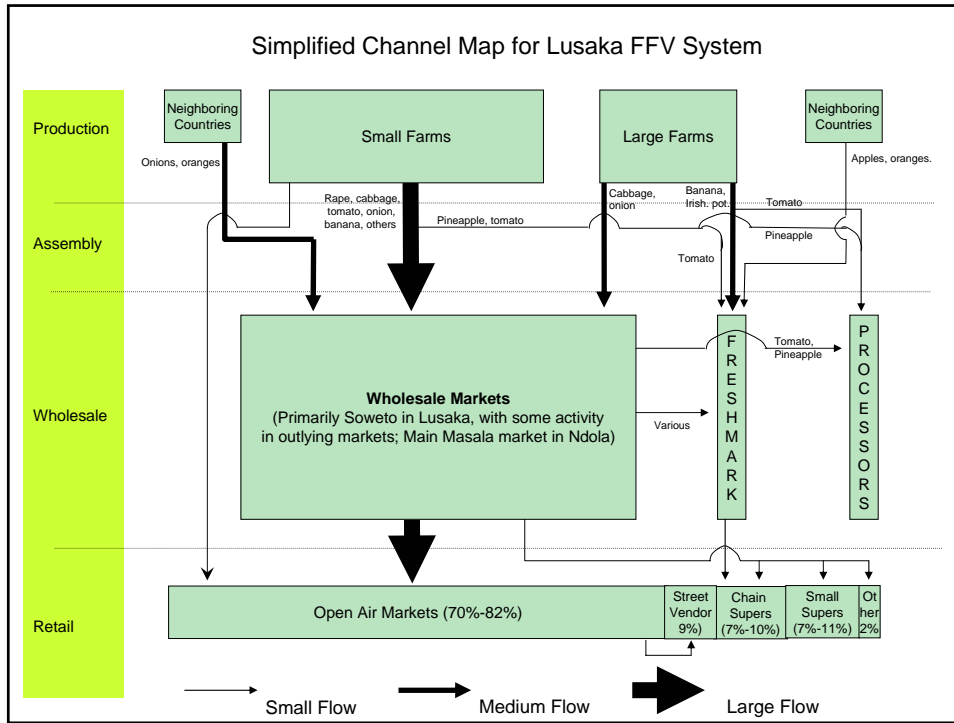 Simplified Channel Map for Lusaka FFV System
Production
Neighboring
Countries
Small Farms
Large Farms
Neighboring
Countries
Onions, oranges
Rape, cabbage,
tomato, onion,
banana, others
Pineapple, tomato
Cabbage,
onion
Banana,
Irish. pot.
Tomato
Apples, oranges.
Assembly
Pineapple
Tomato
Wholesale
Wholesale Markets
(Primarily Soweto in Lusaka, with some activity
in outlying markets; Main Masala market in Ndola)
Tomato,
Pineapple
Various
F
R
E
S
H
M
A
R
K
P
R
O
C
E
S
S
O
R
S
Retail
Open Air Markets (70%-82%)
Street
Vendor
9%)
Chain
Supers
(7%-10%)
Small
Supers
(7%-11%)
Ot
her
2%
Small Flow
Medium Flow
Large Flow